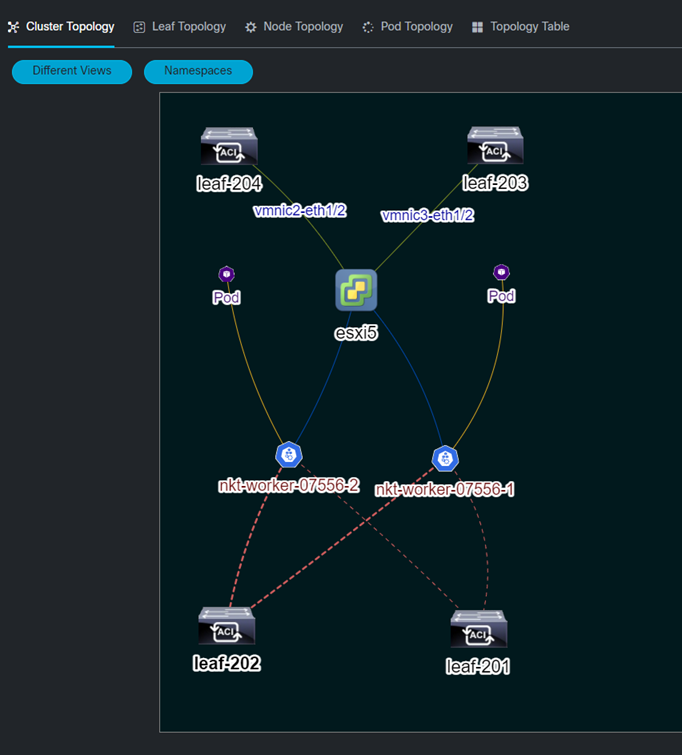 Cluster Topology
Leaf Topology
Node Topology
Pod Topology
Topology Table
Different Views
Namespaces
ACI
ACI
leaf-204
leaf-203
vmnic2-eth1/2
vmnic3-eth1/2
Pod
Pod
esxi5
nkt-worker-07556-2
nkt-worker-07556-1
ACI
ACI
leaf-202
leaf-201